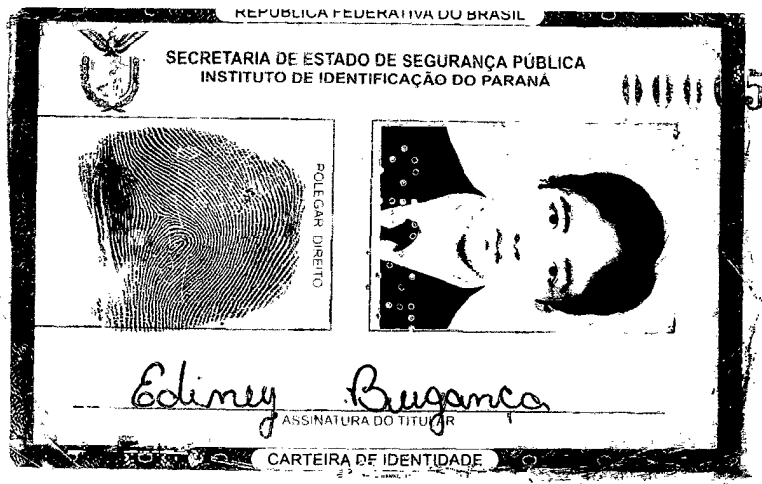 REPÚBLICA FEDERATIVA DO BRASIL
SECRETARIA DE ESTADO DE SEGURANÇA PÚBLICA
INSTITUTO DE IDENTIFICAÇÃO DO PARANÁ
POLEGAR DIREITO
Ediney Bugança
ASSINATURA DO TITULAR
CARTEIRA DE IDENTIDADE